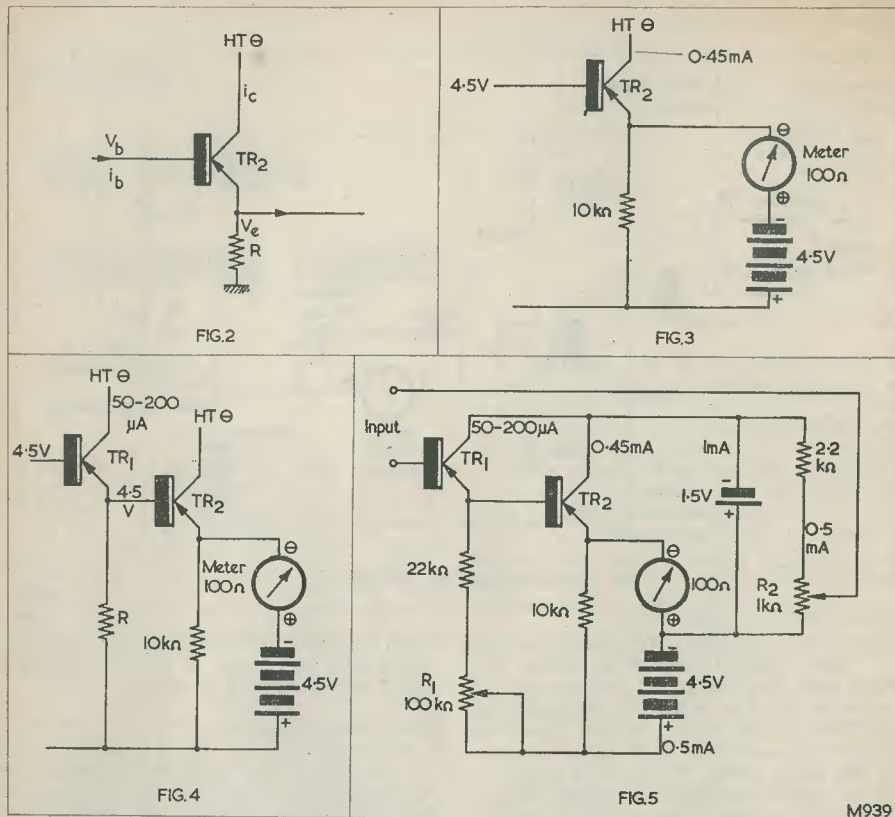 HT ⊖
i_c
V_b
i_b
TR_2
V_e
R
FIG.2
HT ⊖
0·45mA
4·5V
TR_2
⊖
Meter
100Ω
⊕
10kΩ
-
4·5V
+
FIG.3
HT ⊖
50-200
μA
HT ⊖
4·5V
TR_1
4·5
V
TR_2
⊖
Meter
100Ω
⊕
R
10kΩ
-
4·5V
+
FIG.4
Input
50-200μA
TR_1
0·45mA
TR_2
1mA
-
1·5V
+
2·2
kΩ
0·5
mA
R_2
1kΩ
22kΩ
⊖
100Ω
⊕
10kΩ
R_1
100kΩ
-
4·5V
+
0·5mA
FIG.5
M939